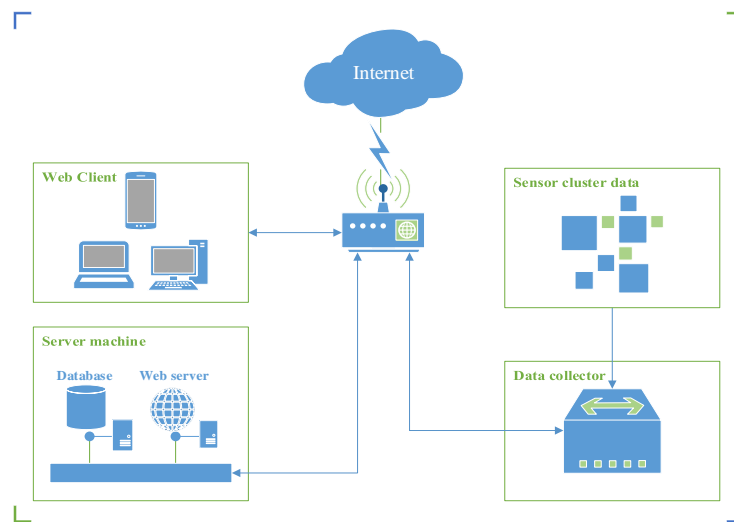 Internet
Web Client
Sensor cluster data
Server machine
Database
Web server
Data collector